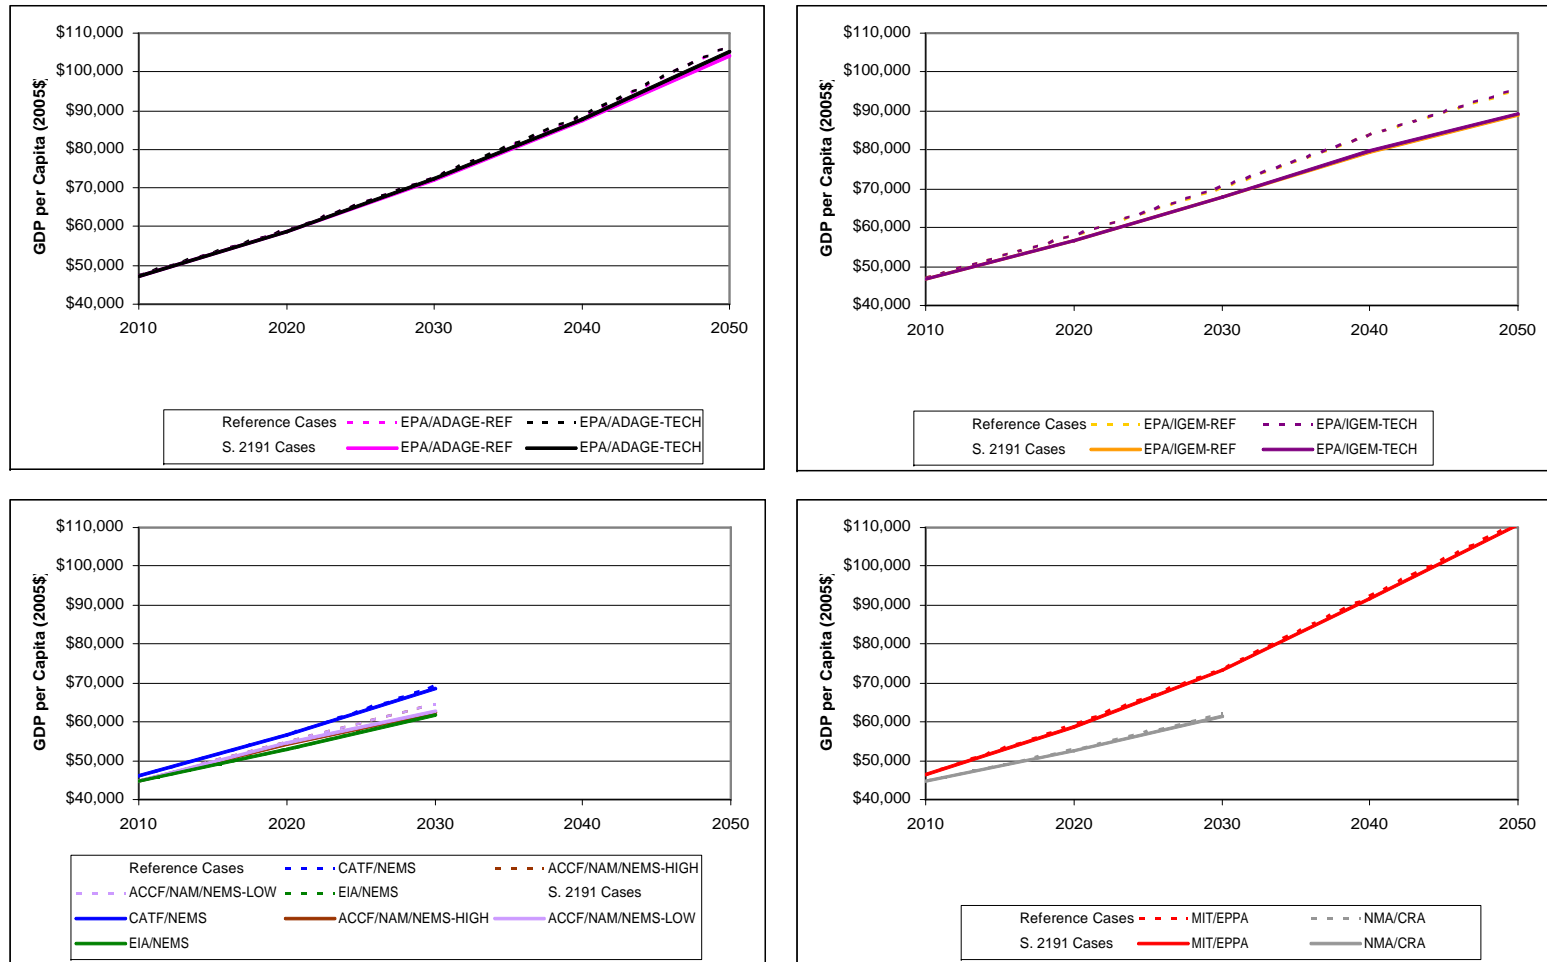 $110,000
$100,000
$90,000
$80,000
$70,000
$60,000
$50,000
$40,000
GDP per Capita (2005$)
2010 2020 2030 2040 2050
Reference Cases EPA/ADAGE-REF EPA/ADAGE-TECH
S. 2191 Cases EPA/ADAGE-REF EPA/ADAGE-TECH
$110,000
$100,000
$90,000
$80,000
$70,000
$60,000
$50,000
$40,000
GDP per Capita (2005$)
2010 2020 2030 2040 2050
Reference Cases EPA/IGEM-REF EPA/IGEM-TECH
S. 2191 Cases EPA/IGEM-REF EPA/IGEM-TECH
$110,000
$100,000
$90,000
$80,000
$70,000
$60,000
$50,000
$40,000
GDP per Capita (2005$)
2010 2020 2030 2040 2050
Reference Cases CATF/NEMS ACCF/NAM/NEMS-HIGH
ACCF/NAM/NEMS-LOW EIA/NEMS S. 2191 Cases
CATF/NEMS ACCF/NAM/NEMS-HIGH ACCF/NAM/NEMS-LOW
EIA/NEMS
$110,000
$100,000
$90,000
$80,000
$70,000
$60,000
$50,000
$40,000
GDP per Capita (2005$)
2010 2020 2030 2040 2050
Reference Cases MIT/EPPA NMA/CRA
S. 2191 Cases MIT/EPPA NMA/CRA